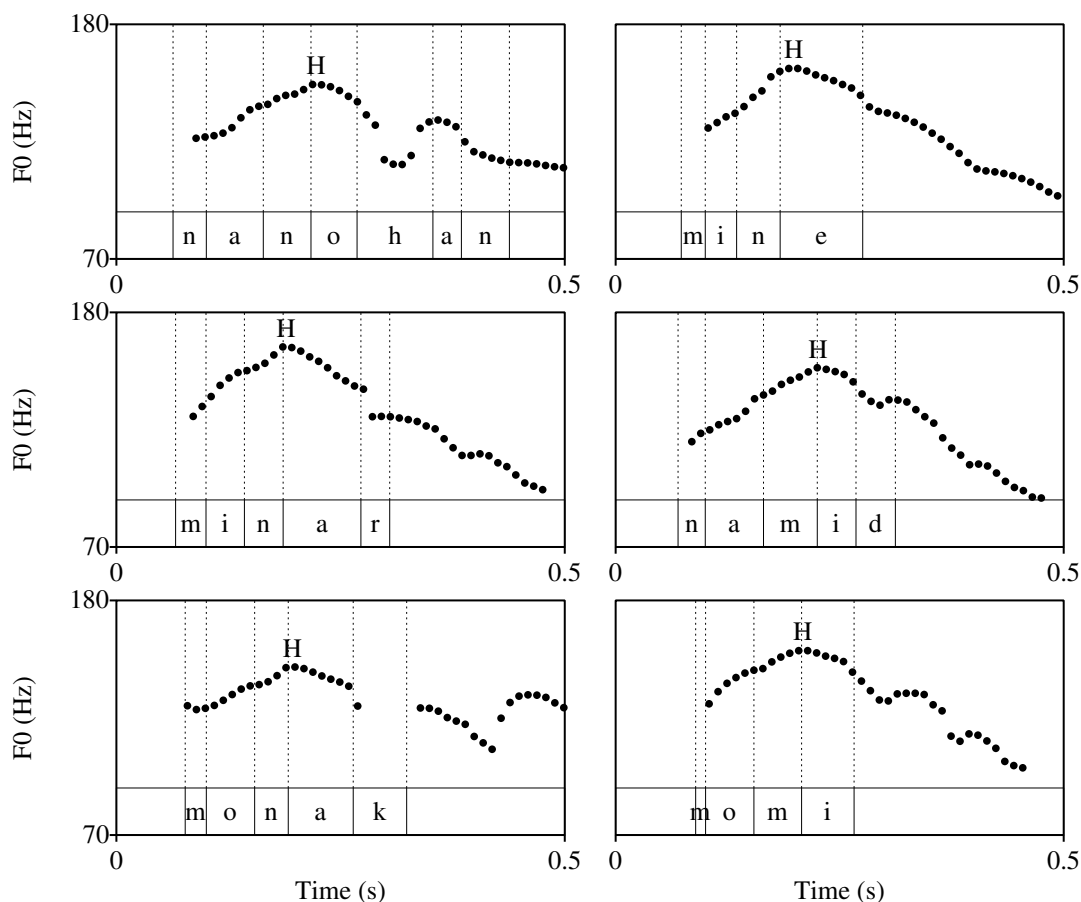 180 180
H H
F0 (Hz)
n a n o h a n m i n e
70
0 0.5 0 0.5
180
H H
F0 (Hz)
m i n a r n a m i d
70
0 0.5 0 0.5
180
H H
F0 (Hz)
m o n a k m o m i
70
0 0.5 0 0.5
Time (s) Time (s)